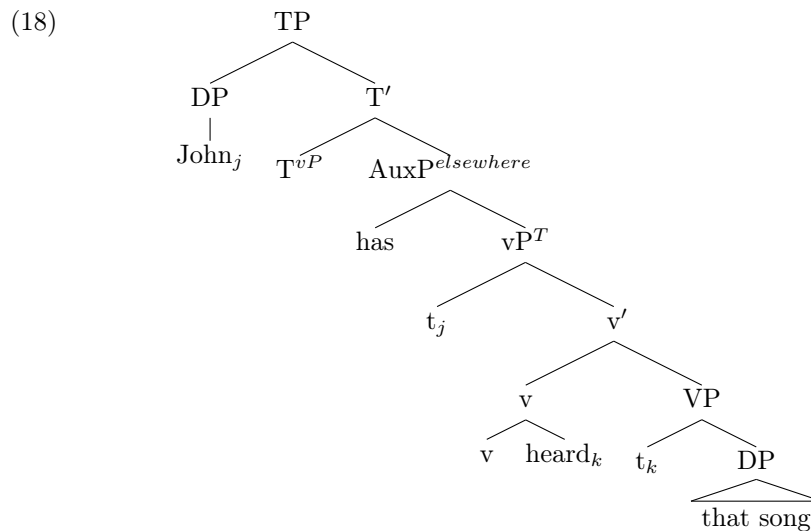 (18)
TP
DP T′
John_j T^vP AuxP^elsewhere
has vP^T
t_j v′
v VP
v heard_k t_k DP
that song